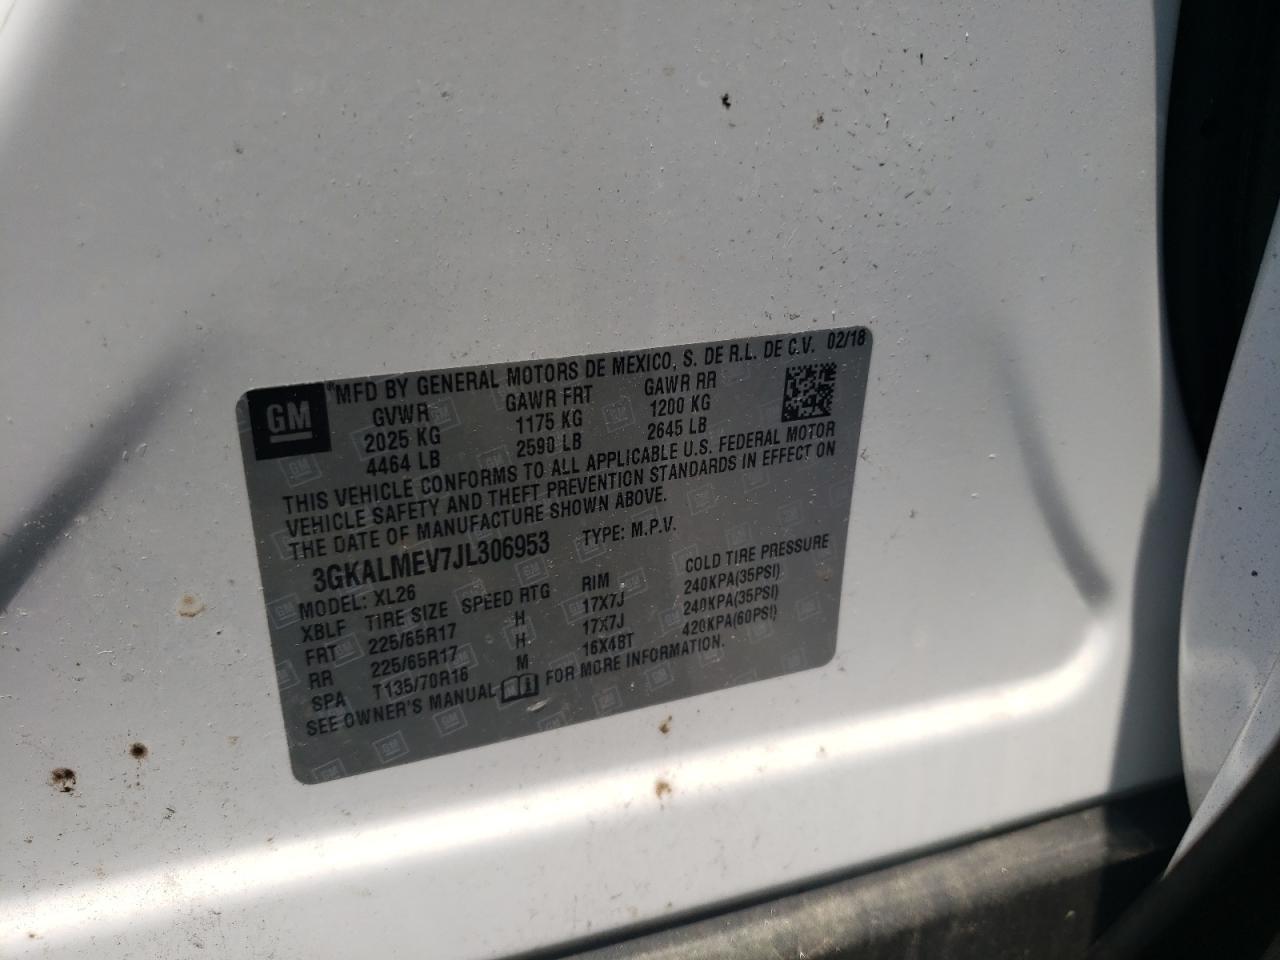 GM
®MFD BY GENERAL MOTORS DE MEXICO, S. DE R.L. DE C.V. 02/18
GVWR GAWR FRT GAWR RR
2025 KG 1175 KG 1200 KG
4464 LB 2590 LB 2645 LB
THIS VEHICLE CONFORMS TO ALL APPLICABLE U.S. FEDERAL MOTOR
VEHICLE SAFETY AND THEFT PREVENTION STANDARDS IN EFFECT ON
THE DATE OF MANUFACTURE SHOWN ABOVE.
3GKALMEV7JL306953 TYPE: M.P.V.
MODEL: XL26
XBLF TIRE SIZE SPEED RTG RIM COLD TIRE PRESSURE
FRT 225/65R17 H 17X7J 240KPA(35PSI)
RR 225/65R17 H 17X7J 240KPA(35PSI)
SPA T135/70R16 M 16X4BT 420KPA(60PSI)
SEE OWNER'S MANUAL FOR MORE INFORMATION.